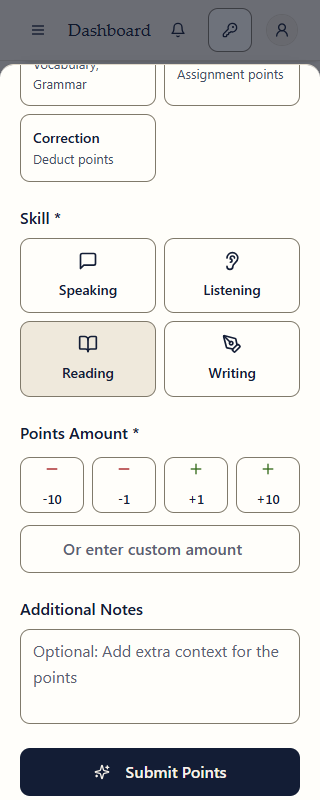 Dashboard
Vocabulary,
Grammar
Assignment points
Correction
Deduct points
Skill *
Speaking
Listening
Reading
Writing
Points Amount *
-10
-1
+1
+10
Or enter custom amount
Additional Notes
Optional: Add extra context for the
points
Submit Points